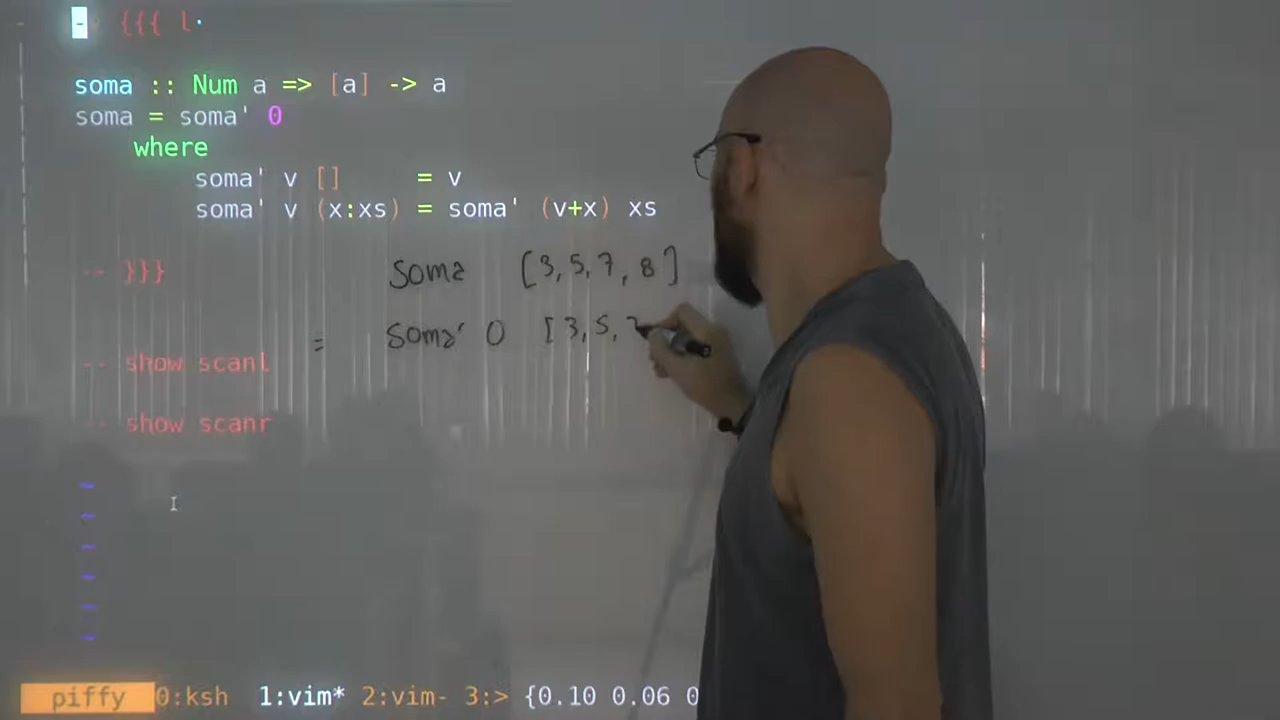 - {{{ l
soma :: Num a => [a] -> a
soma = soma' 0
where
soma' v [] = v
soma' v (x:xs) = soma' (v+x) xs
-- }}}
soma [3,5,7,8]
= soma' 0 [3,5,7
-- show scanl
-- show scanr
~
~
~
~
~
~
piffy 0:ksh 1:vim* 2:vim- 3:> {0.10 0.06 0